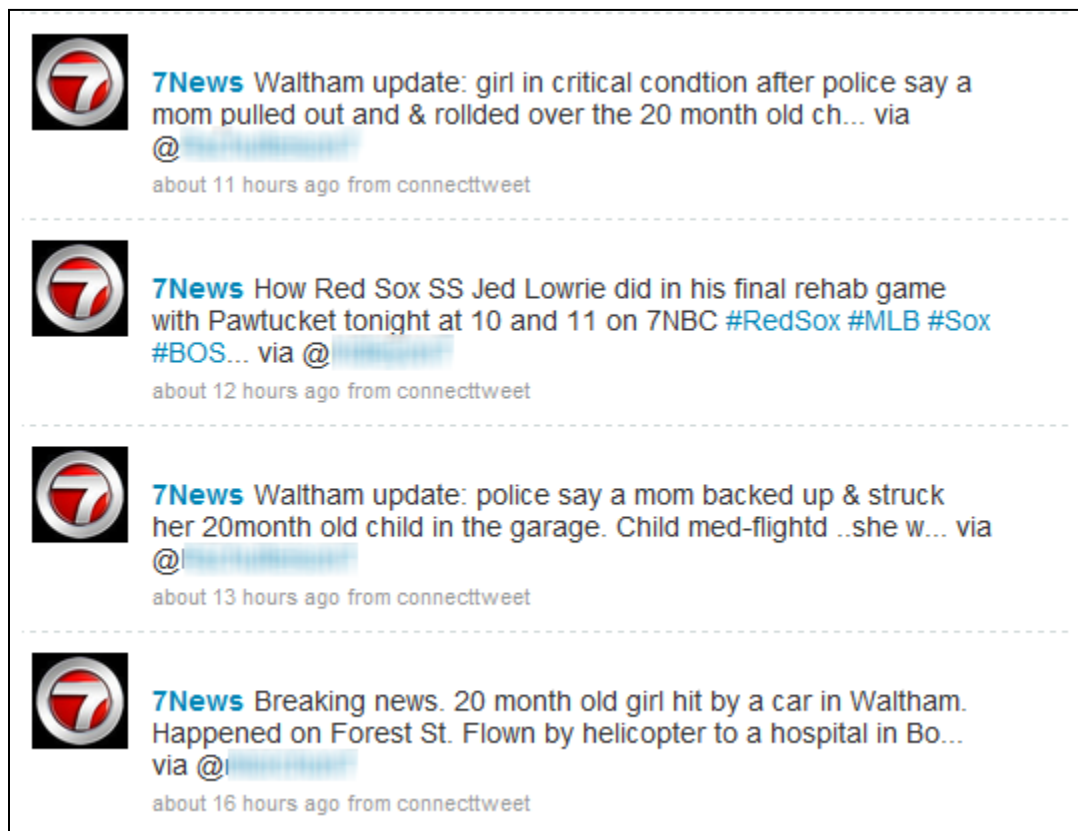 7News Waltham update: girl in critical condtion after police say a
mom pulled out and & rollded over the 20 month old ch... via
@
about 11 hours ago from connecttweet
7News How Red Sox SS Jed Lowrie did in his final rehab game
with Pawtucket tonight at 10 and 11 on 7NBC #RedSox #MLB #Sox
#BOS... via @
about 12 hours ago from connecttweet
7News Waltham update: police say a mom backed up & struck
her 20month old child in the garage. Child med-flightd ..she w... via
@
about 13 hours ago from connecttweet
7News Breaking news. 20 month old girl hit by a car in Waltham.
Happened on Forest St. Flown by helicopter to a hospital in Bo...
via @
about 16 hours ago from connecttweet